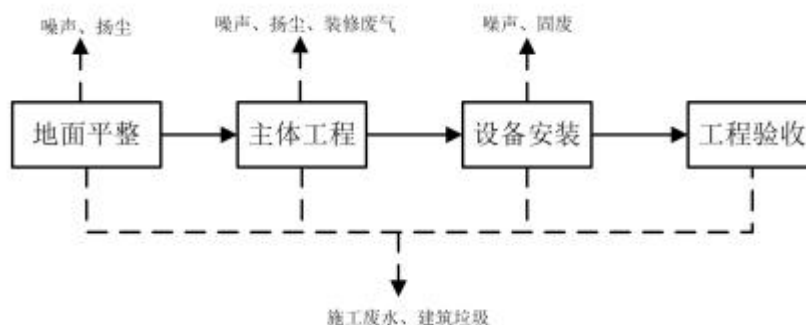 噪声、扬尘
噪声、扬尘、装修废气
噪声、固废
地面平整
主体工程
设备安装
工程验收
施工废水、建筑垃圾